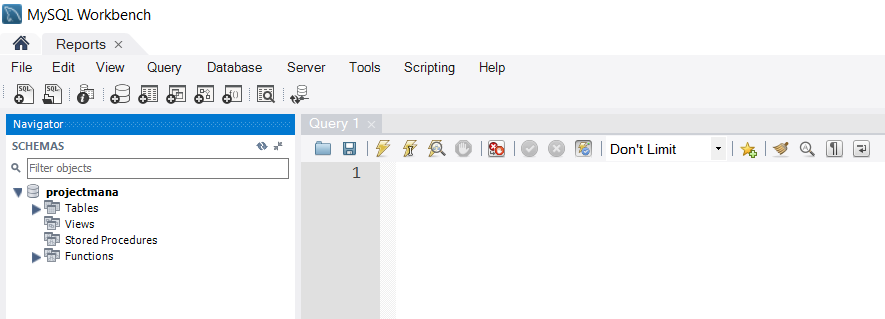 MySQL Workbench
Reports
File Edit View Query Database Server Tools Scripting Help
Navigator
SCHEMAS
Filter objects
projectmana
Tables
Views
Stored Procedures
Functions
Query 1
Don't Limit
1